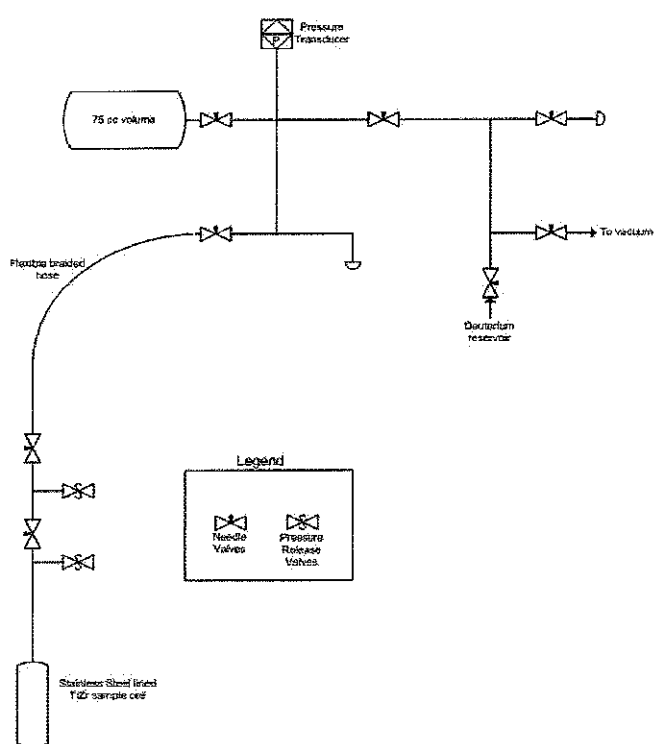 Pressure
Transducer
P
75 cc volume
Flexible braided
hose
To vacuum
Deuterium
reservoir
Legend
Needle
Valves
Pressure
Release
Valves
Stainless Steel lined
TiZr sample cell